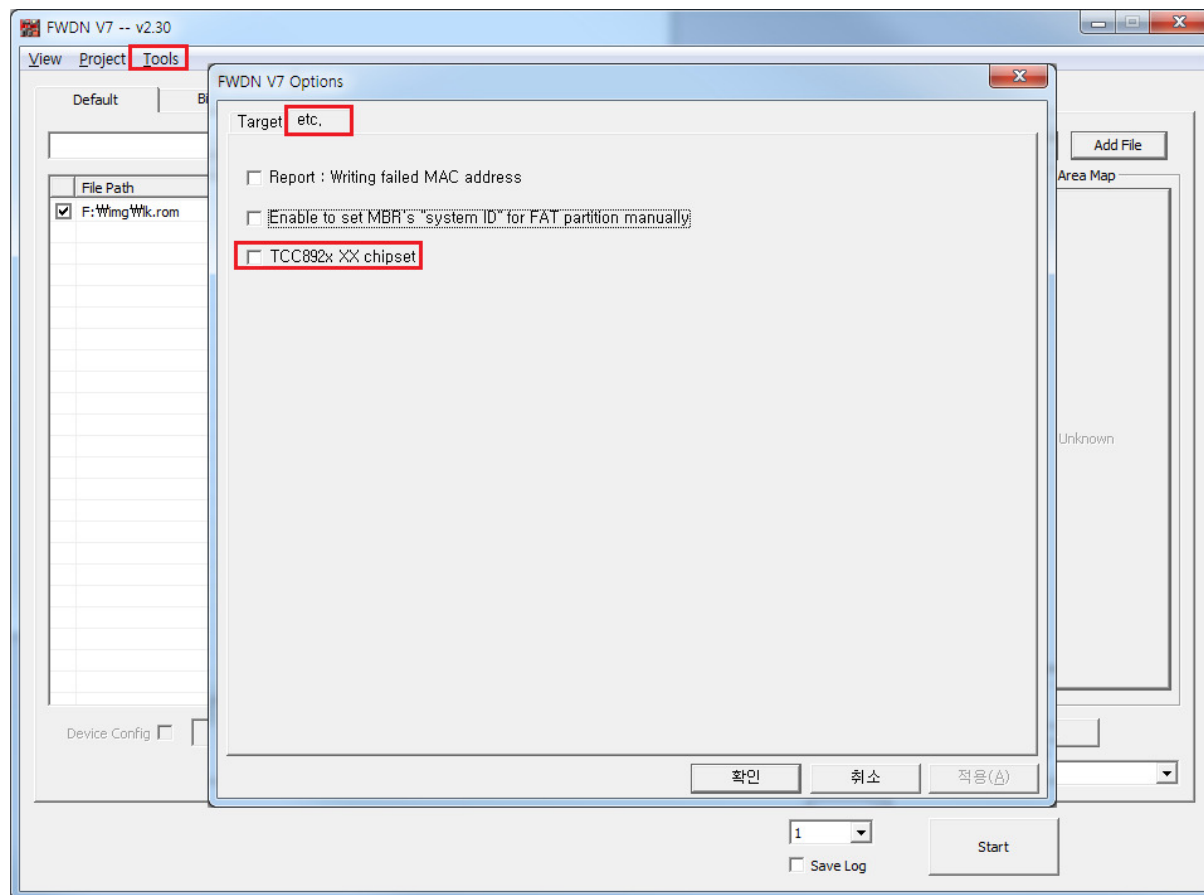 FWDN V7 -- v2.30
View Project Tools
FWDN V7 Options
Default
Target etc,
Add File
File Path
Area Map
F:₩img₩lk.rom
Report : Writing failed MAC address
Enable to set MBR's "system ID" for FAT partition manually
TCC892x XX chipset
Unknown
Device Config
확인 취소 적용(A)
1
Start
Save Log